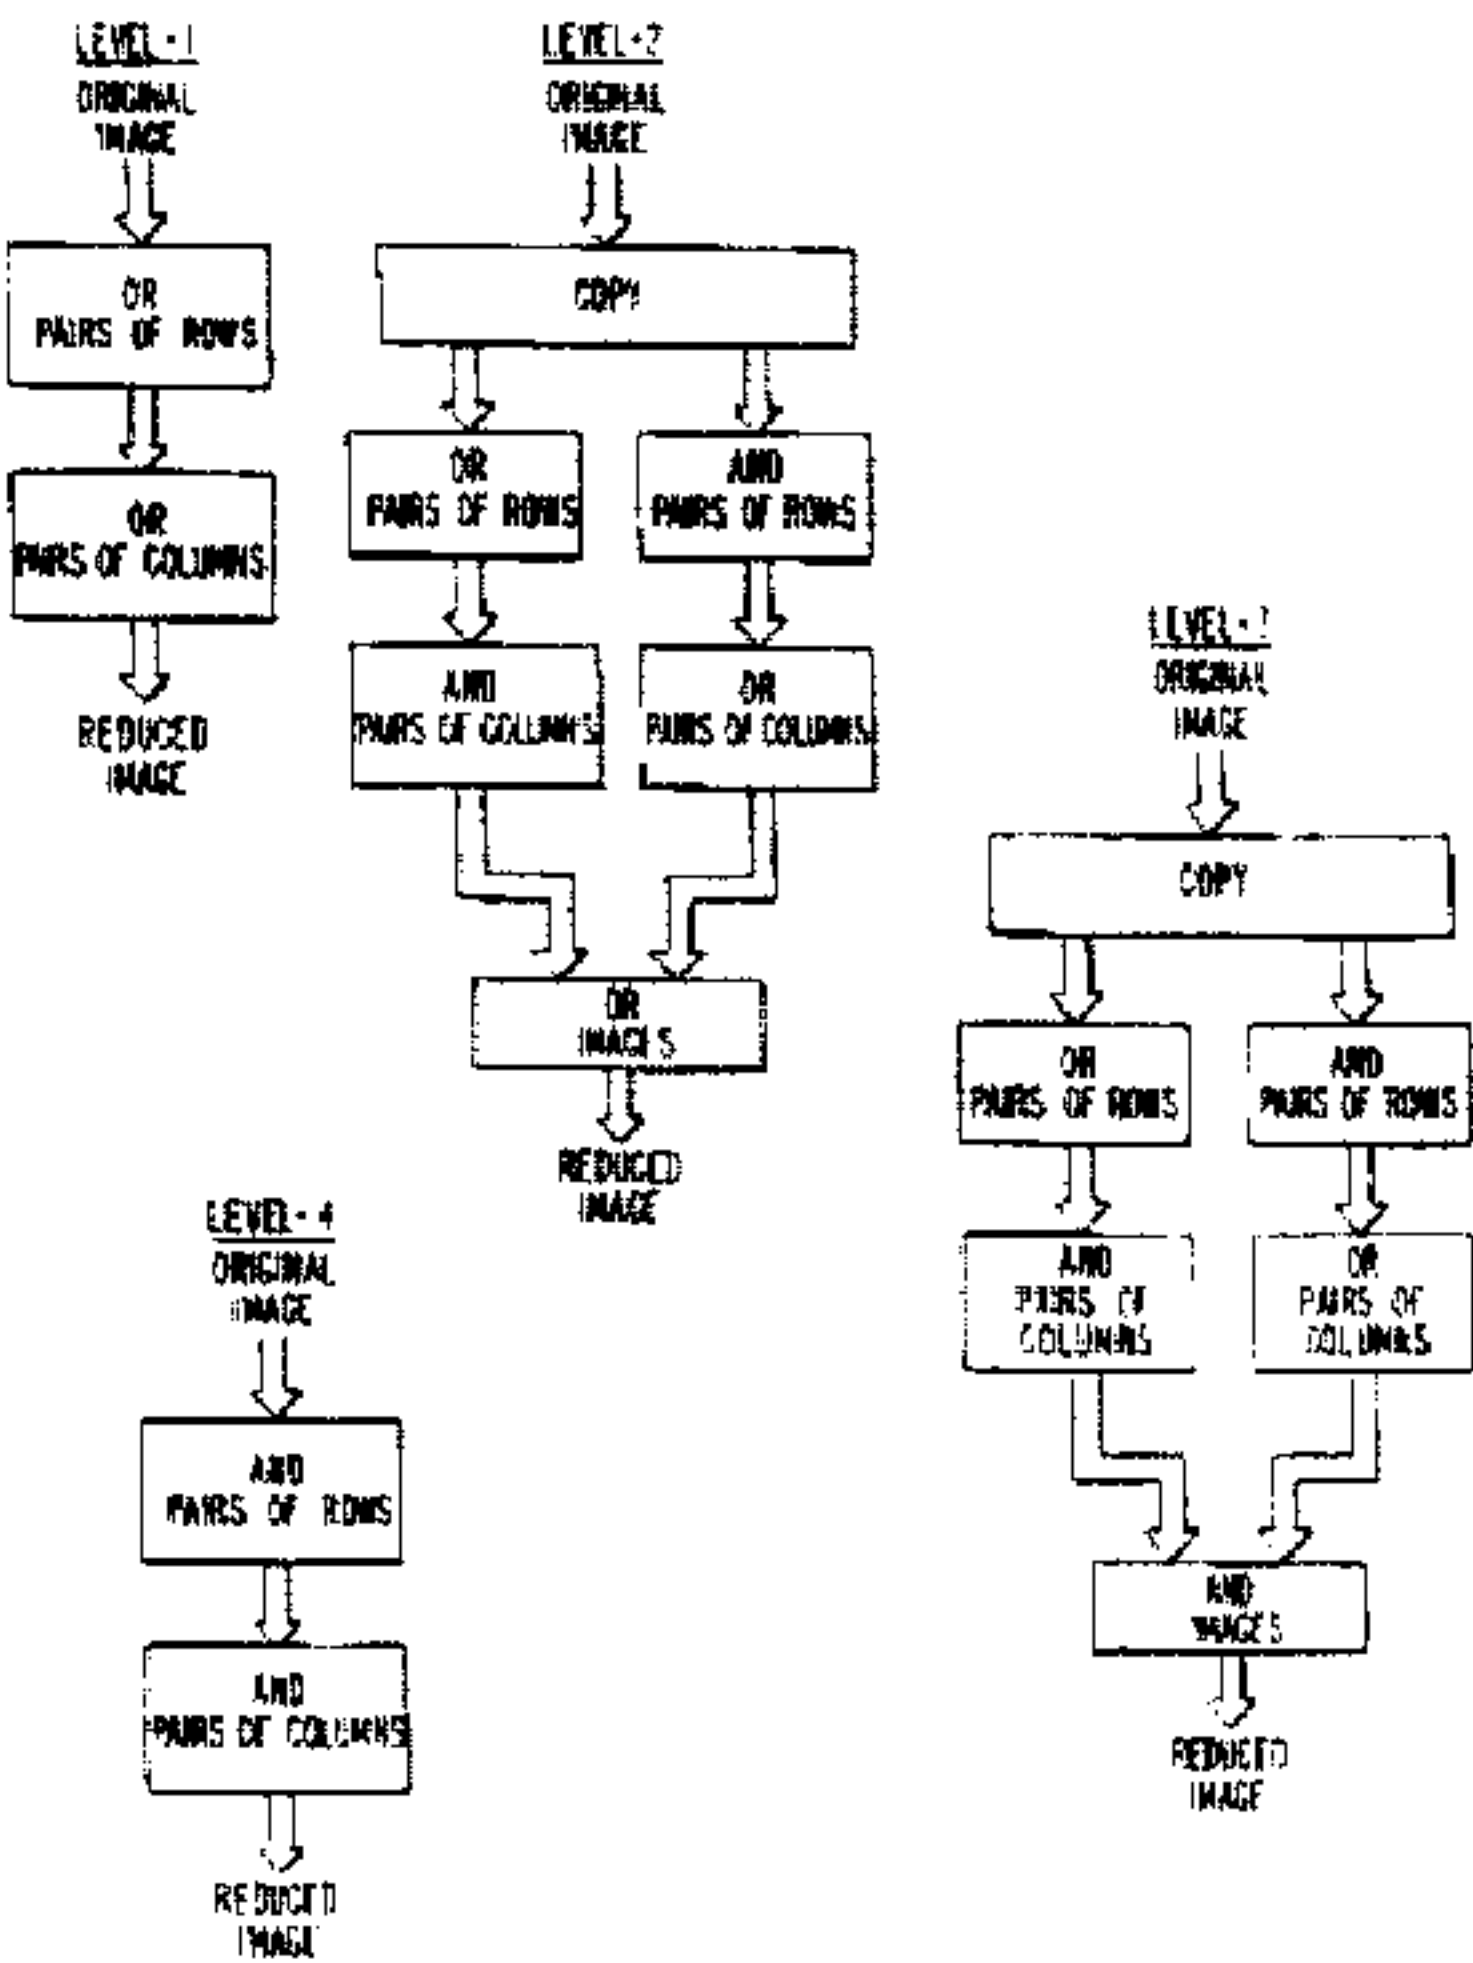 LEVEL-1
ORIGINAL
IMAGE
OR
PAIRS OF ROWS
OR
PAIRS OF COLUMNS
REDUCED
IMAGE
LEVEL-2
ORIGINAL
IMAGE
COPY
OR
PAIRS OF ROWS
AND
PAIRS OF ROWS
AND
PAIRS OF COLUMNS
OR
PAIRS OF COLUMNS
OR
IMAGES
REDUCED
IMAGE
ORIGINAL
IMAGE
COPY
OR
PAIRS OF ROWS
AND
PAIRS OF ROWS
AND
PAIRS OF
COLUMNS
OR
PAIRS OF
COLUMNS
AND
IMAGES
REDUCED
IMAGE
LEVEL-4
ORIGINAL
IMAGE
AND
PAIRS OF ROWS
AND
PAIRS OF COLUMNS
REDUCED
IMAGE